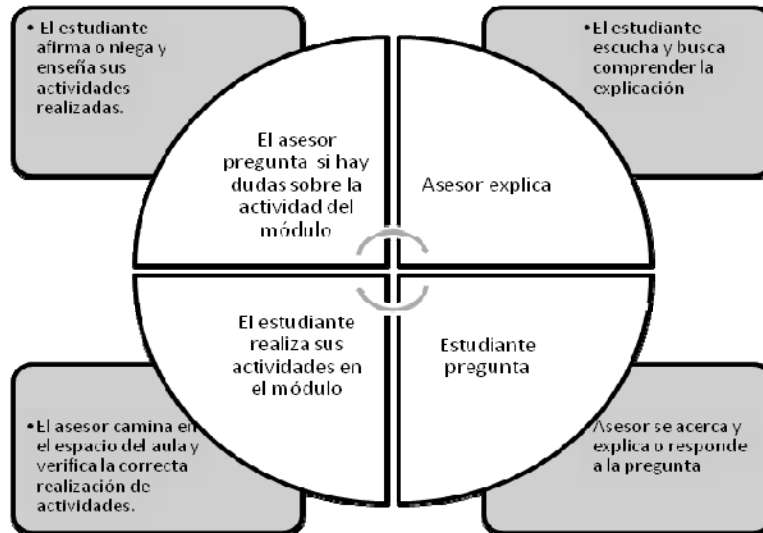 • El estudiante
afirma o niega y
enseña sus
actividades
realizadas.
•El estudiante
escucha y busca
comprender la
explicación
El asesor
pregunta si hay
dudas sobre la
actividad del
módulo
Asesor explica
El estudiante
realiza sus
actividades en
el módulo
Estudiante
pregunta
•El asesor camina en
el espacio del aula y
verifica la correcta
realización de
actividades.
Asesor se acerca y
explica o responde
a la pregunta